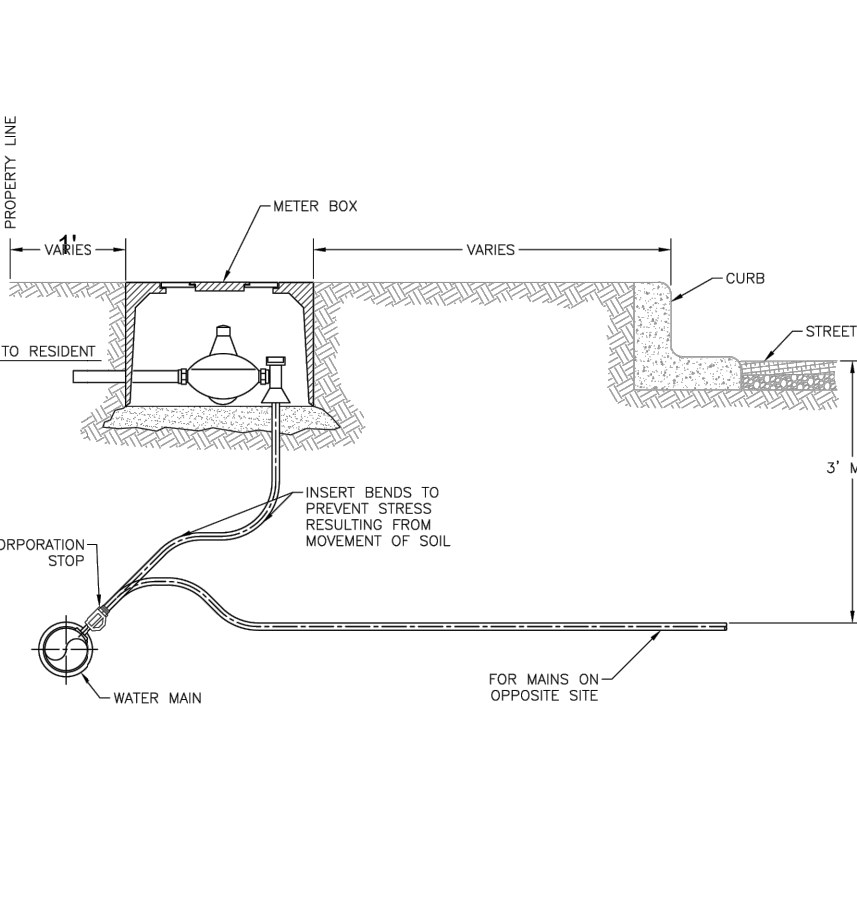 PROPERTY LINE
METER BOX
1'
VARIES
VARIES
CURB
STREET
TO RESIDENT
3' M
INSERT BENDS TO
PREVENT STRESS
RESULTING FROM
MOVEMENT OF SOIL
ORPORATION
STOP
FOR MAINS ON
OPPOSITE SITE
WATER MAIN